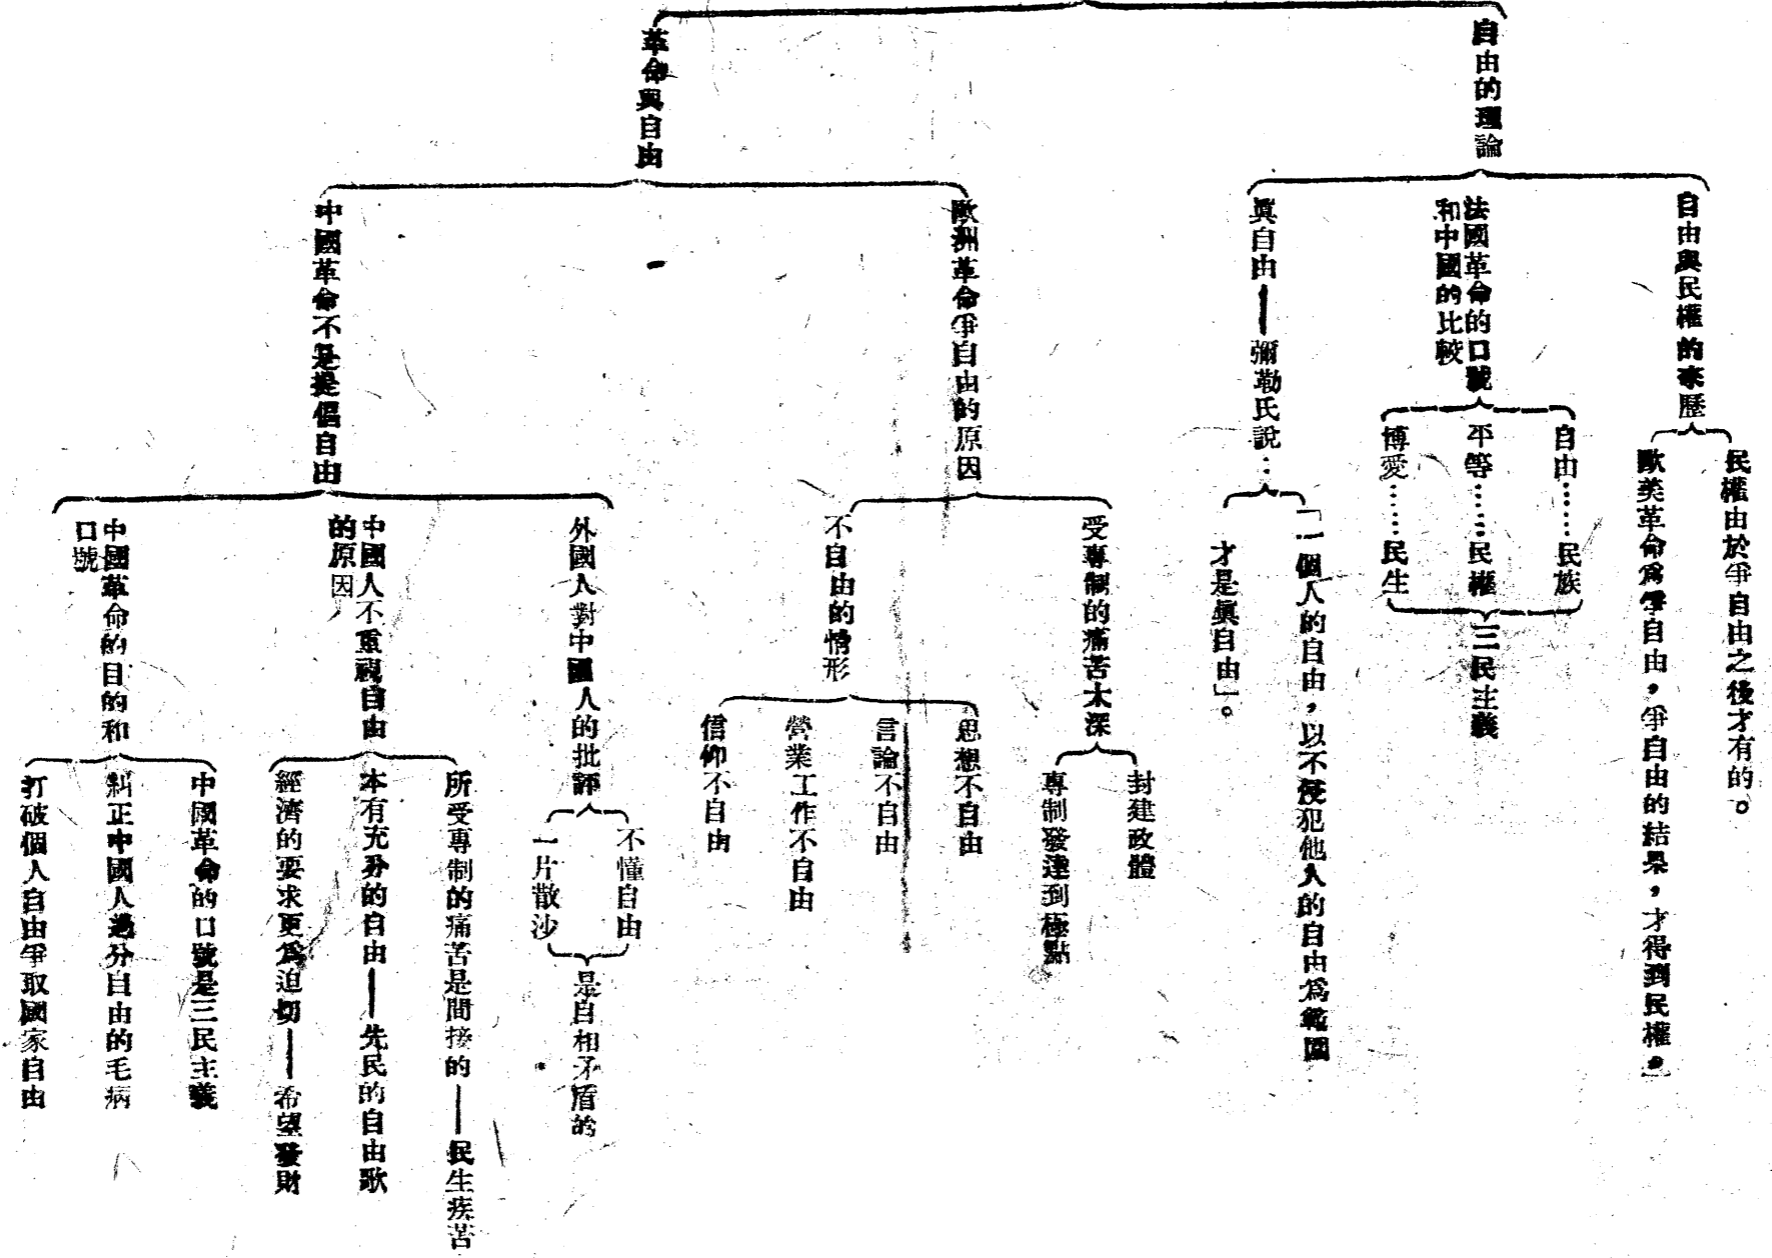 自由的理論
自由與民權的來歷
民權由於爭自由之後才有的。
歐美革命爲爭自由，爭自由的結果，才得到民權。
法國革命的口號
和中國的比較
自由……民族
平等……民權
博愛……民生
三民主義
眞自由——彌勒氏說：
「一個人的自由，以不侵犯他人的自由爲範圍
才是眞自由」。
革命與自由
歐洲革命爭自由的原因
受專制的痛苦太深
封建政體
專制發達到極點
不自由的情形
思想不自由
言論不自由
營業工作不自由
信仰不自由
中國革命不是提倡自由
外國人對中國人的批評
不懂自由
一片散沙
是自相矛盾的
中國人不重視自由
的原因
所受專制的痛苦是間接的——民生疾苦
本有充分的自由——先民的自由歌
經濟的要求更爲迫切——希望發財
中國革命的目的和
口號
中國革命的口號是三民主義
糾正中國人過分自由的毛病
打破個人自由爭取國家自由